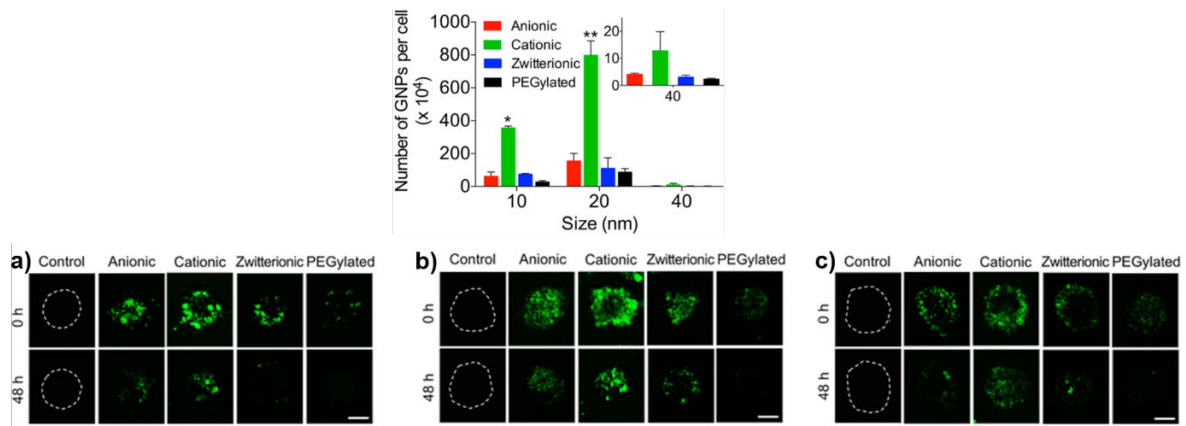 Number of GNPs per cell
(x 10⁴)
1000
800
600
400
200
0
Anionic
Cationic
Zwitterionic
PEGylated
*
**
20
10
0
40
10 20 40
Size (nm)
a) Control Anionic Cationic Zwitterionic PEGylated
0 h
48 h
b) Control Anionic Cationic Zwitterionic PEGylated
0 h
48 h
c) Control Anionic Cationic Zwitterionic PEGylated
0 h
48 h